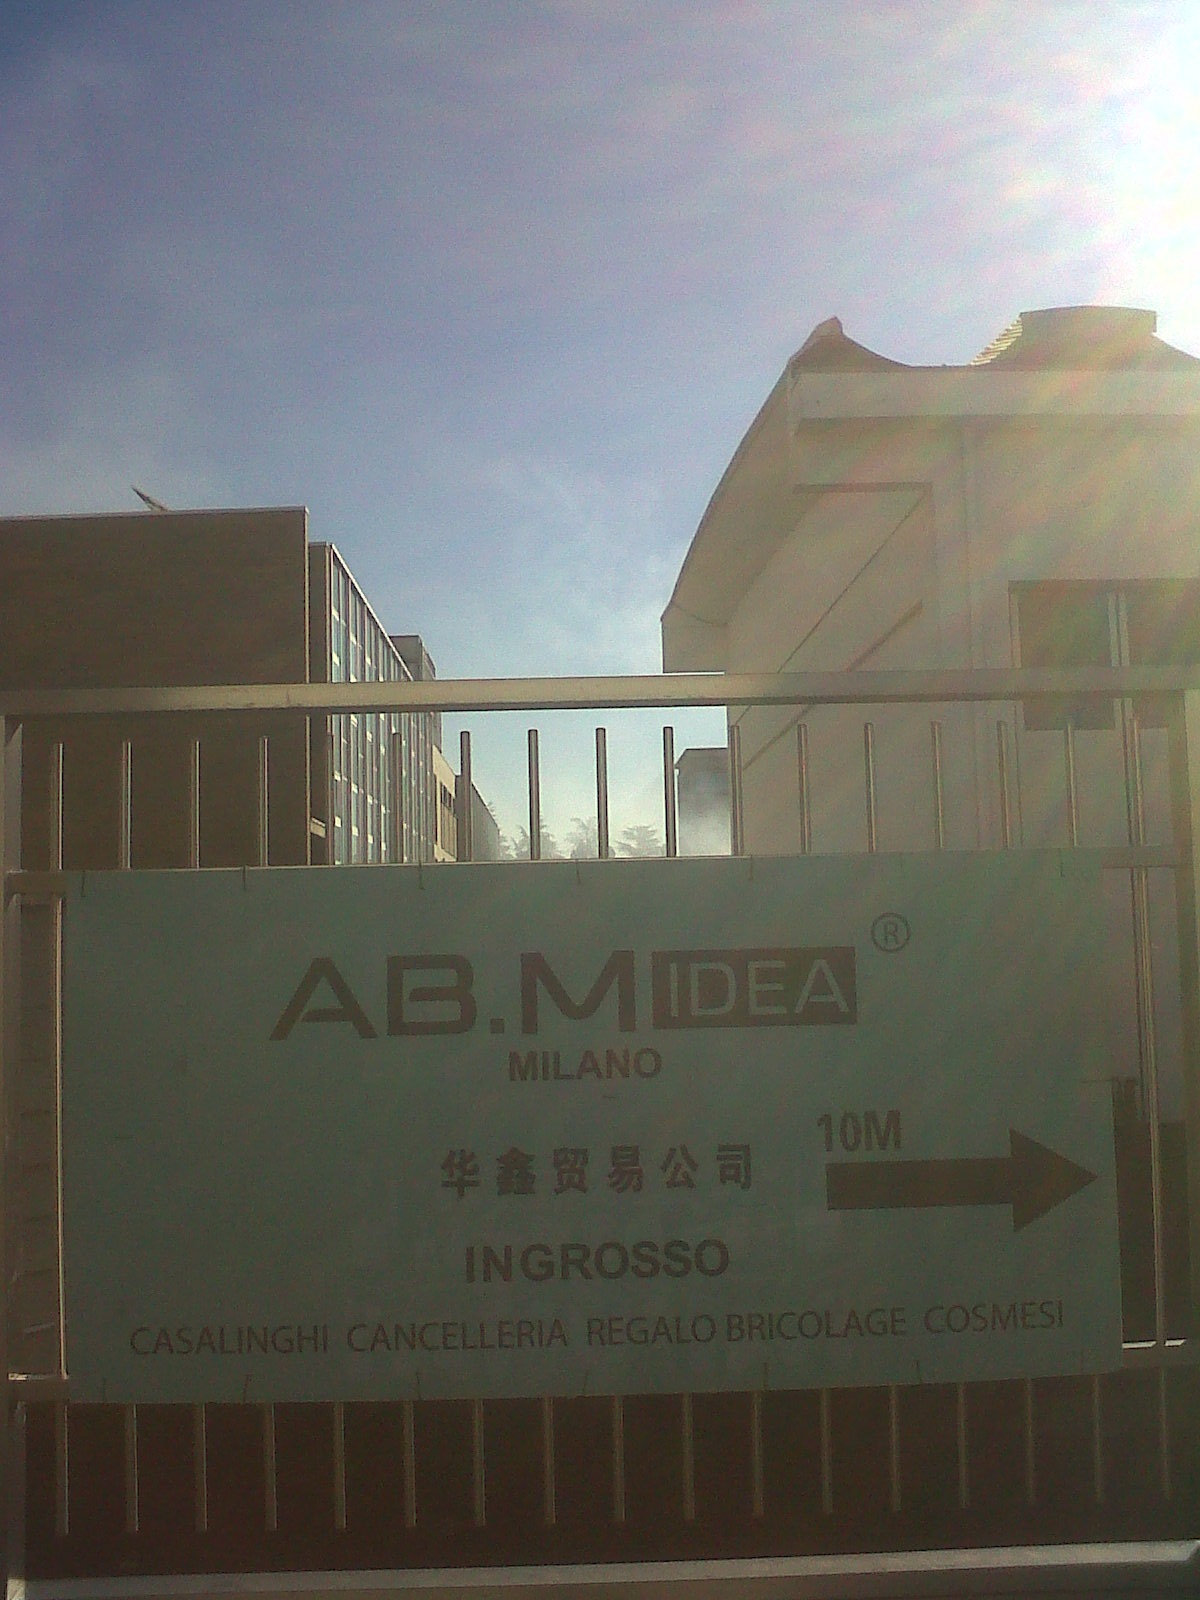 AB.M IDEA ®
MILANO
10M
华鑫贸易公司
INGROSSO
CASALINGHI CANCELLERIA REGALO BRICOLAGE COSMESI